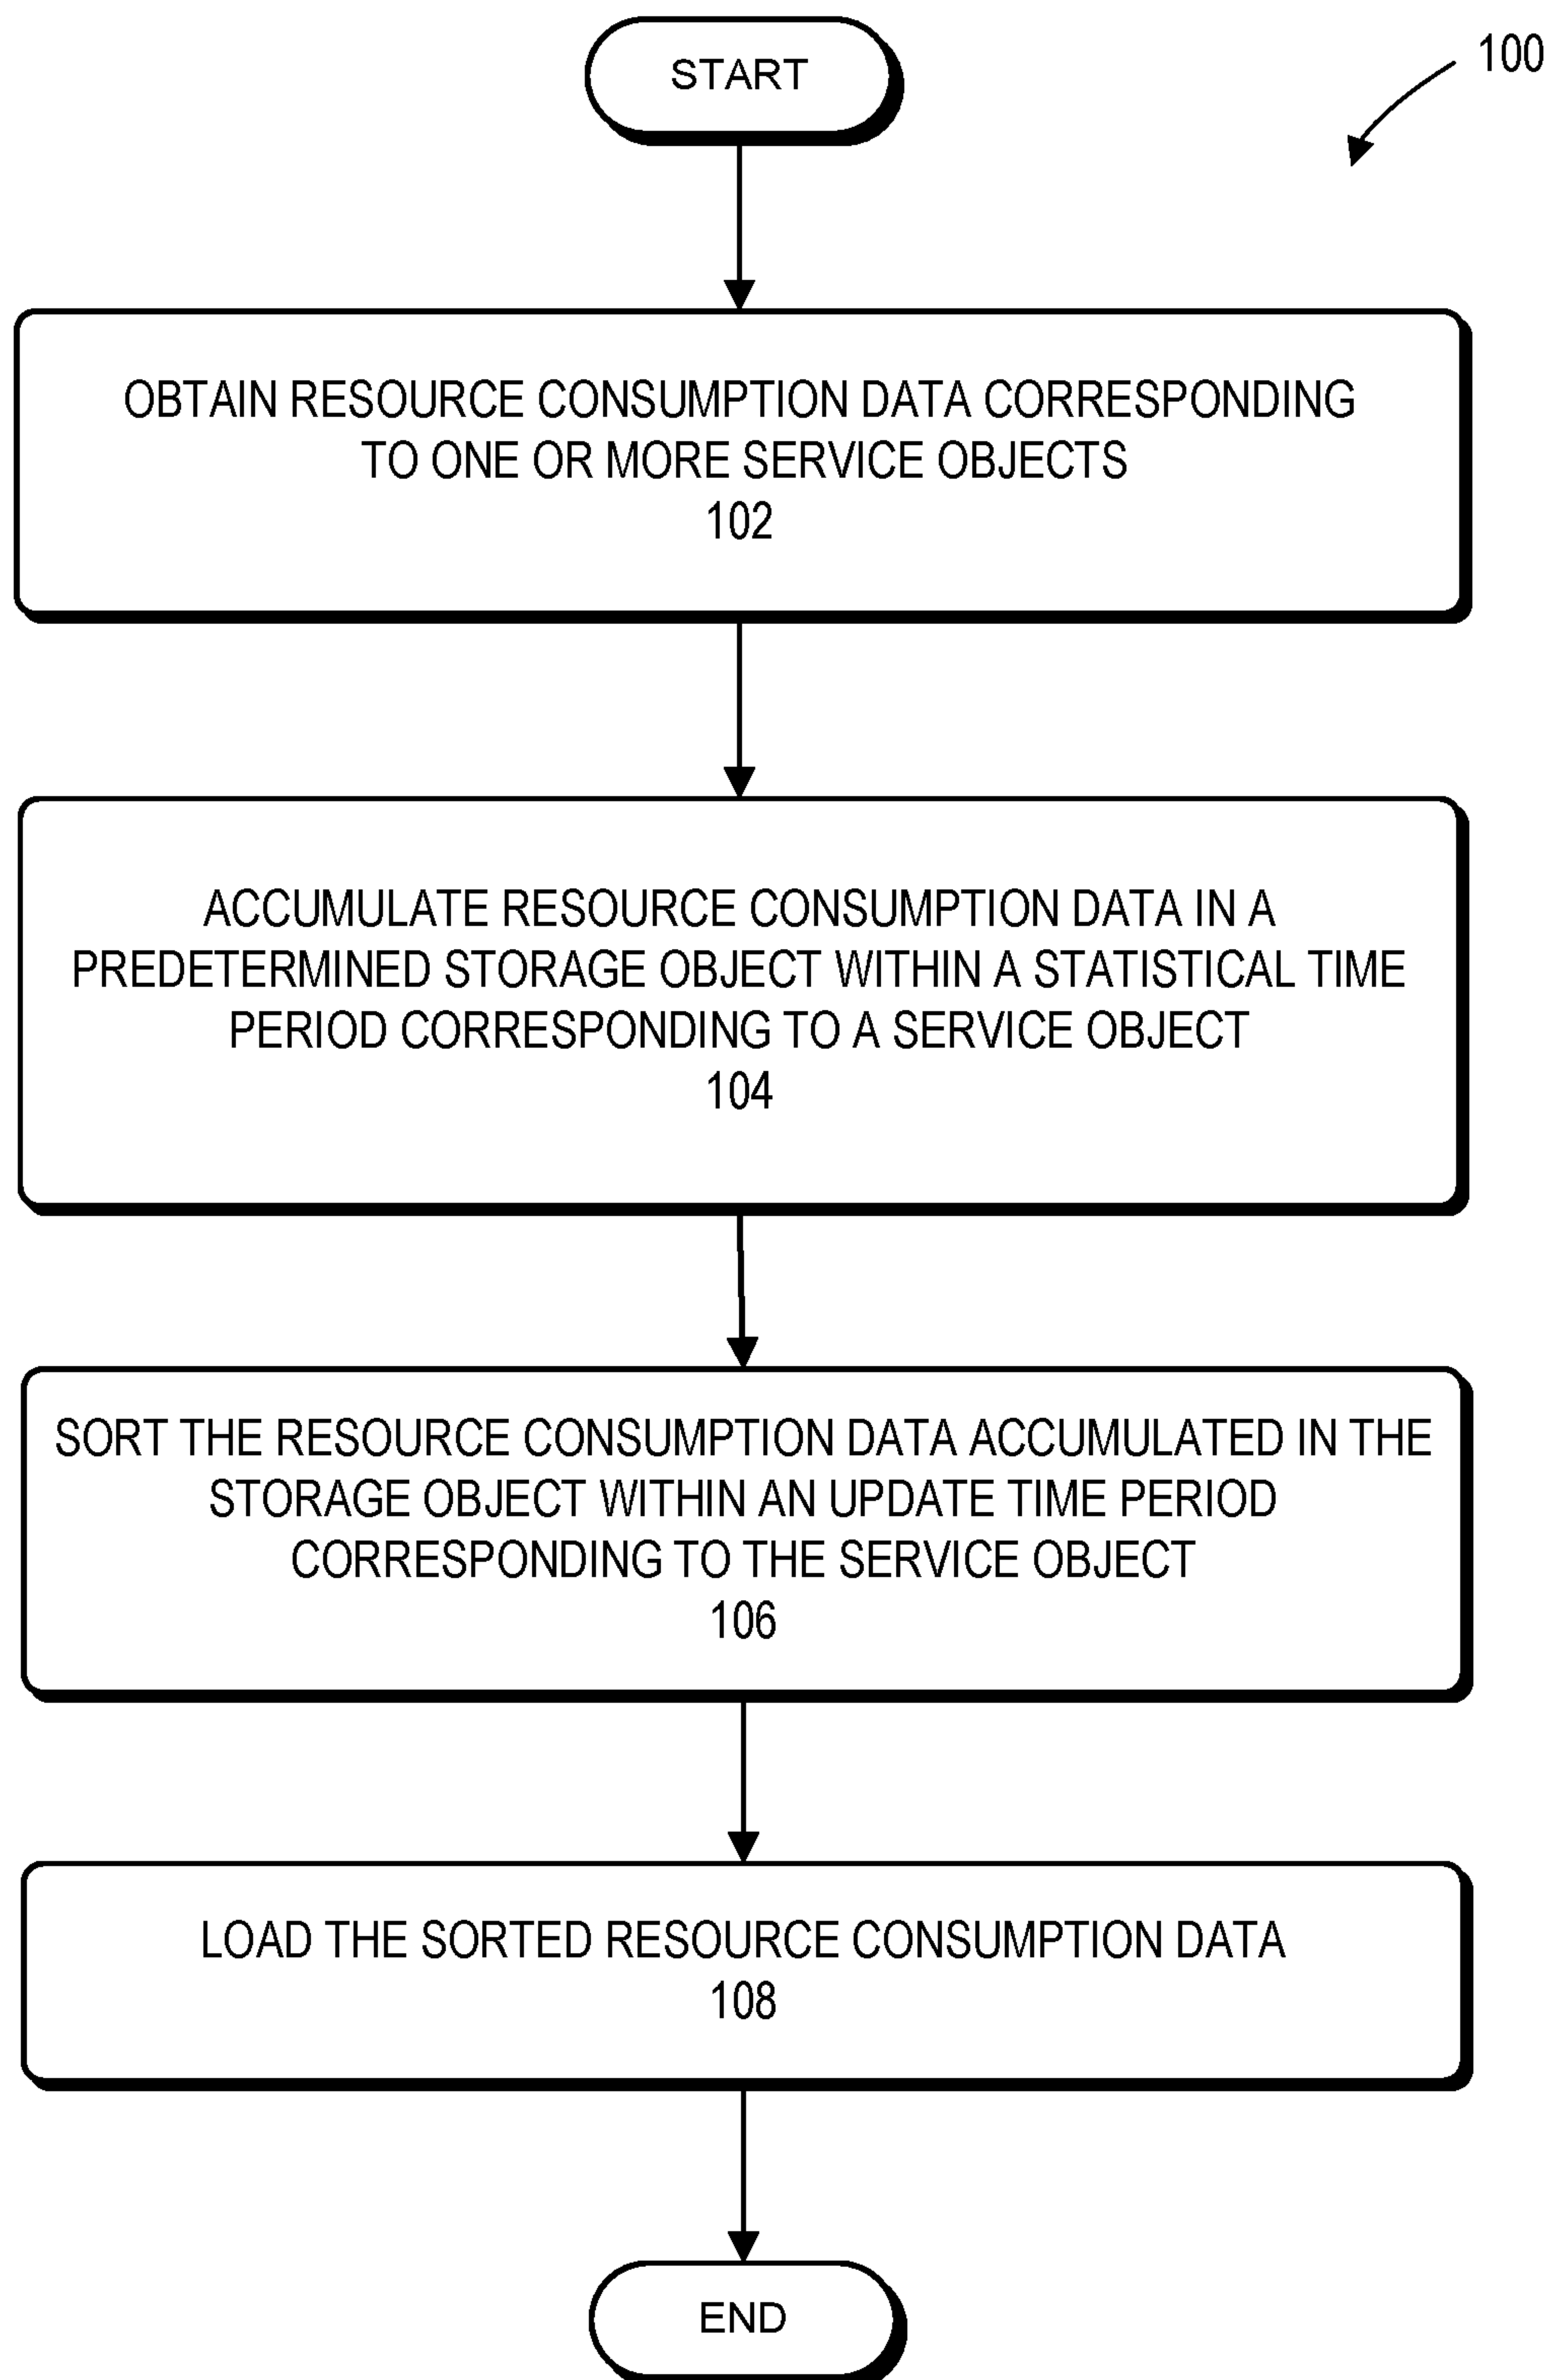 START
100
OBTAIN RESOURCE CONSUMPTION DATA CORRESPONDING
TO ONE OR MORE SERVICE OBJECTS
102
ACCUMULATE RESOURCE CONSUMPTION DATA IN A
PREDETERMINED STORAGE OBJECT WITHIN A STATISTICAL TIME
PERIOD CORRESPONDING TO A SERVICE OBJECT
104
SORT THE RESOURCE CONSUMPTION DATA ACCUMULATED IN THE
STORAGE OBJECT WITHIN AN UPDATE TIME PERIOD
CORRESPONDING TO THE SERVICE OBJECT
106
LOAD THE SORTED RESOURCE CONSUMPTION DATA
108
END